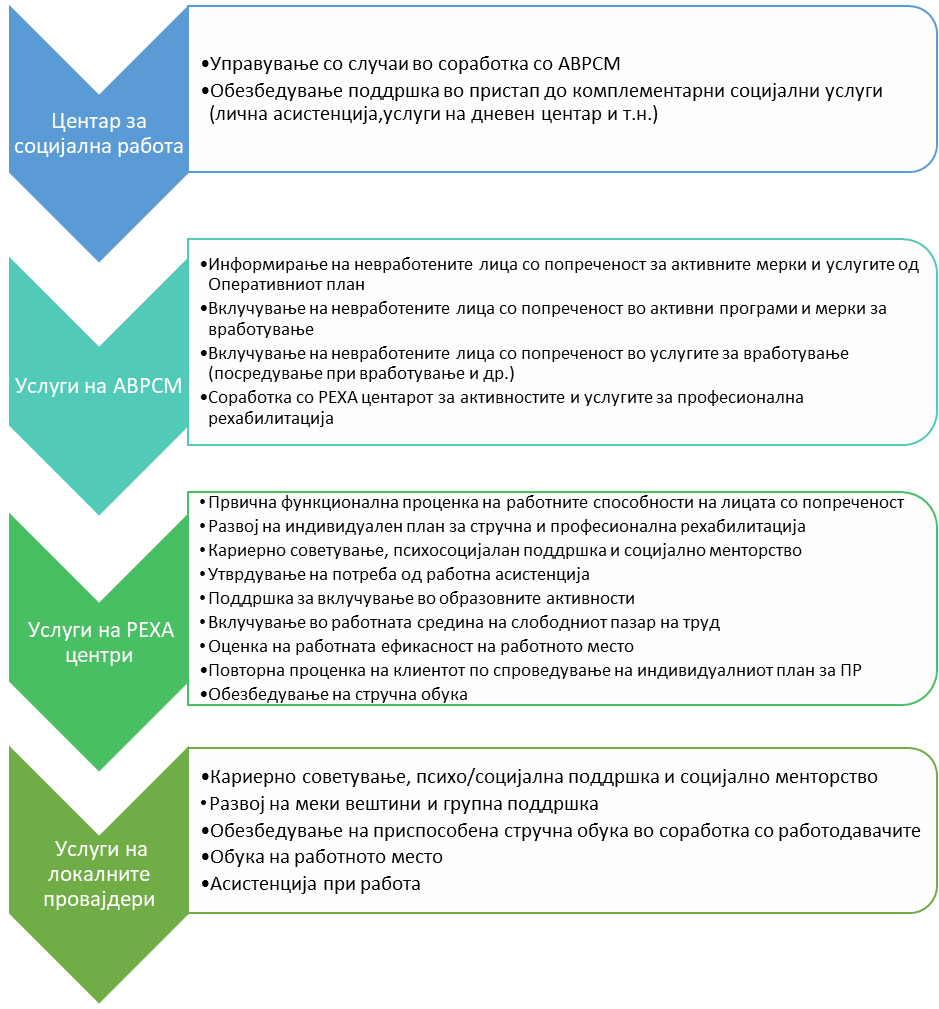 Центар за
социјална работа
•Управување со случаи во соработка со АВРСМ
•Обезбедување поддршка во пристап до комплементарни социјални услуги
(лична асистенција,услуги на дневен центар и т.н.)
Услуги на АВРСМ
•Информирање на невработените лица со попреченост за активните мерки и услугите од
Оперативниот план
•Вклучување на невработените лица со попреченост во активни програми и мерки за
вработување
•Вклучување на невработените лица со попреченост во услугите за вработување
(посредување при вработување и др.)
•Соработка со РЕХА центарот за активностите и услугите за професионална
рехабилитација
Услуги на РЕХА
центри
•Првична функционална проценка на работните способности на лицата со попреченост
•Развој на индивидуален план за стручна и професионална рехабилитација
•Кариерно советување, психосоцијалан поддршка и социјално менторство
•Утврдување на потреба од работна асистенција
•Поддршка за вклучување во образовните активности
•Вклучување во работната средина на слободниот пазар на труд
•Оценка на работната ефикасност на работното место
•Повторна проценка на клиентот по спроведување на индивидуалниот план за ПР
•Обезбедување на стручна обука
Услуги на
локалните
провајдери
•Кариерно советување, психо/социјална поддршка и социјално менторство
•Развој на меки вештини и групна поддршка
•Обезбедување на приспособена стручна обука во соработка со работодавачите
•Обука на работното место
•Асистенција при работа